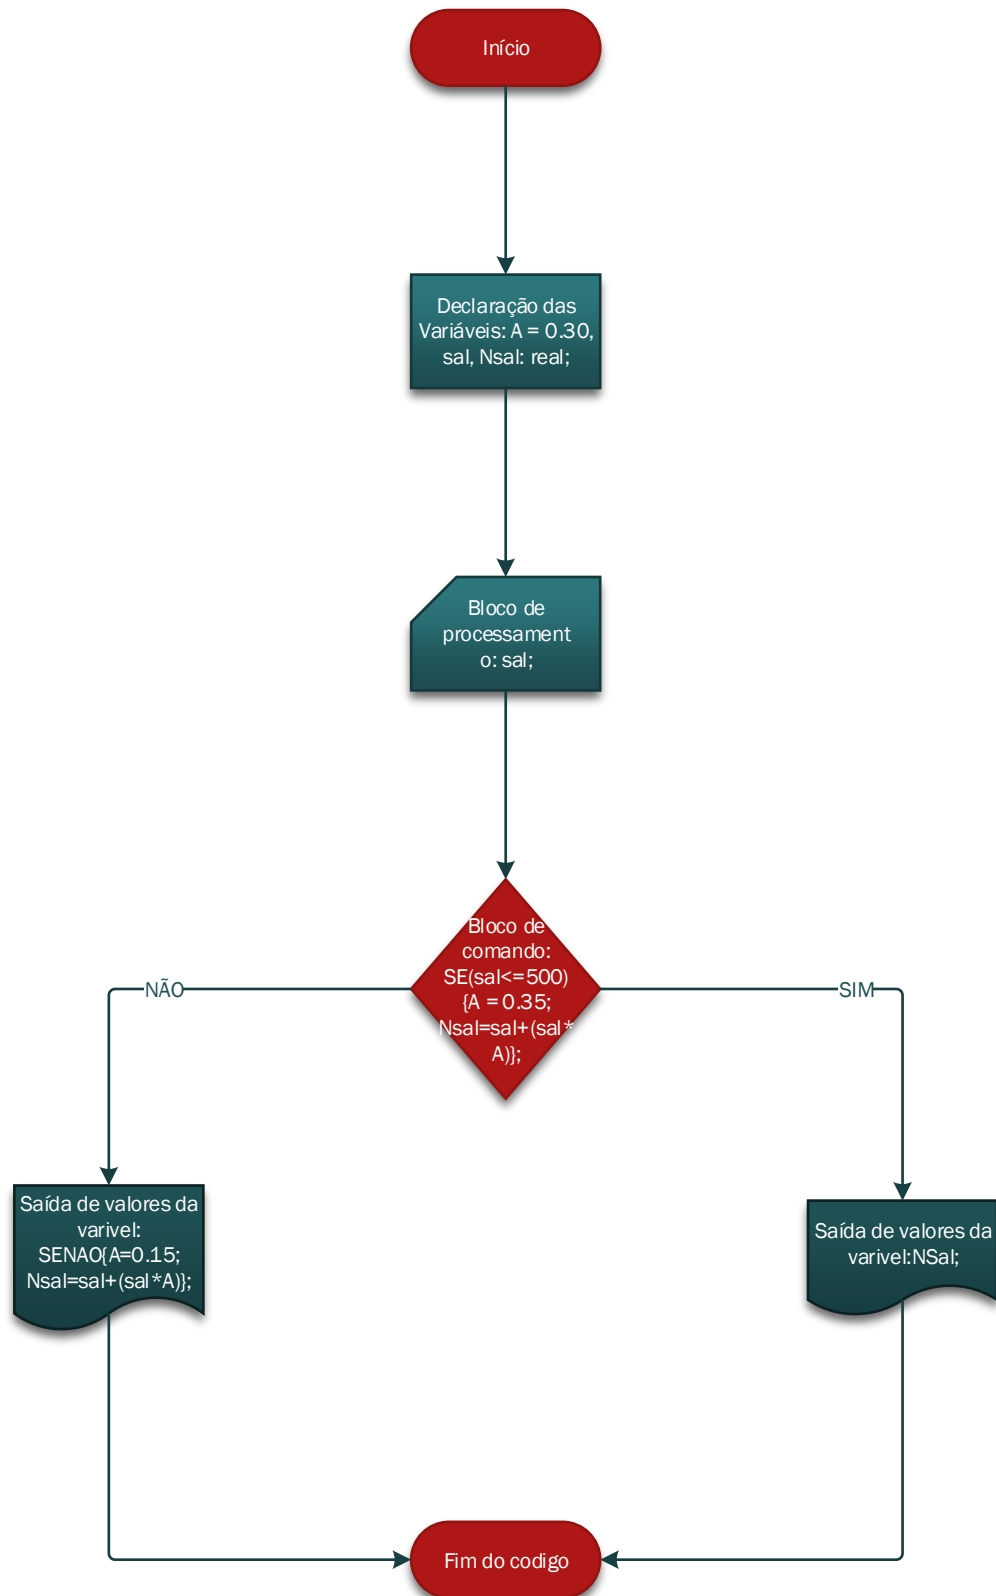 Início
Declaração das
Variáveis: A = 0.30,
sal, Nsal: real;
Bloco de
processament
o: sal;
Bloco de
comando:
SE(sal<=500)
{A = 0.35;
Nsal=sal+(sal*
A)};
NÃO
SIM
Saída de valores da
varivel:
SENAO{A=0.15;
Nsal=sal+(sal*A)};
Saída de valores da
varivel:NSal;
Fim do codigo